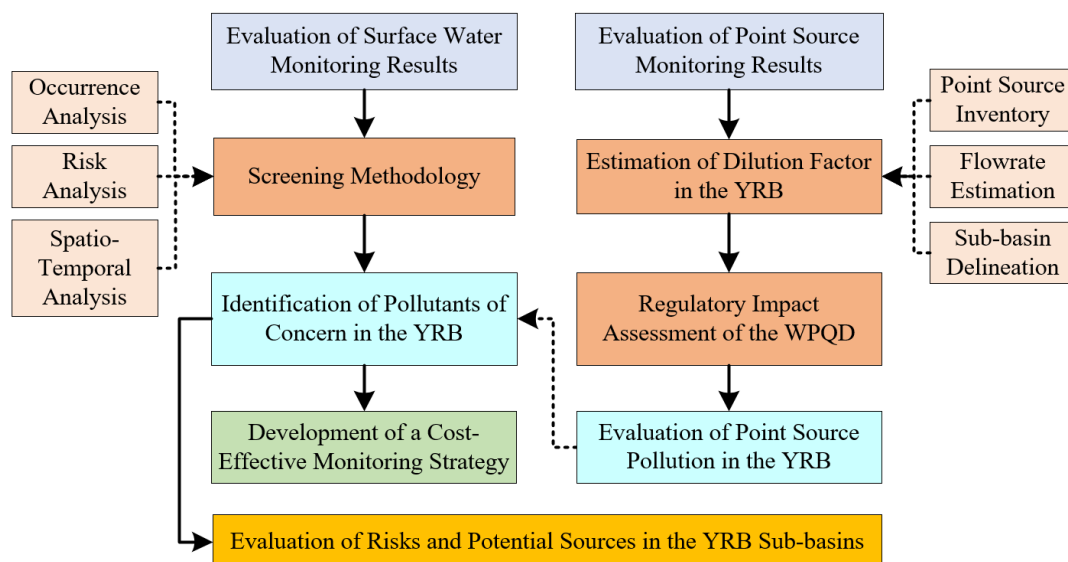 Evaluation of Surface Water
Monitoring Results
Evaluation of Point Source
Monitoring Results
Occurrence
Analysis
Risk
Analysis
Spatio-
Temporal
Analysis
Screening Methodology
Estimation of Dilution Factor
in the YRB
Point Source
Inventory
Flowrate
Estimation
Sub-basin
Delineation
Identification of Pollutants of
Concern in the YRB
Regulatory Impact
Assessment of the WPQD
Development of a Cost-
Effective Monitoring Strategy
Evaluation of Point Source
Pollution in the YRB
Evaluation of Risks and Potential Sources in the YRB Sub-basins